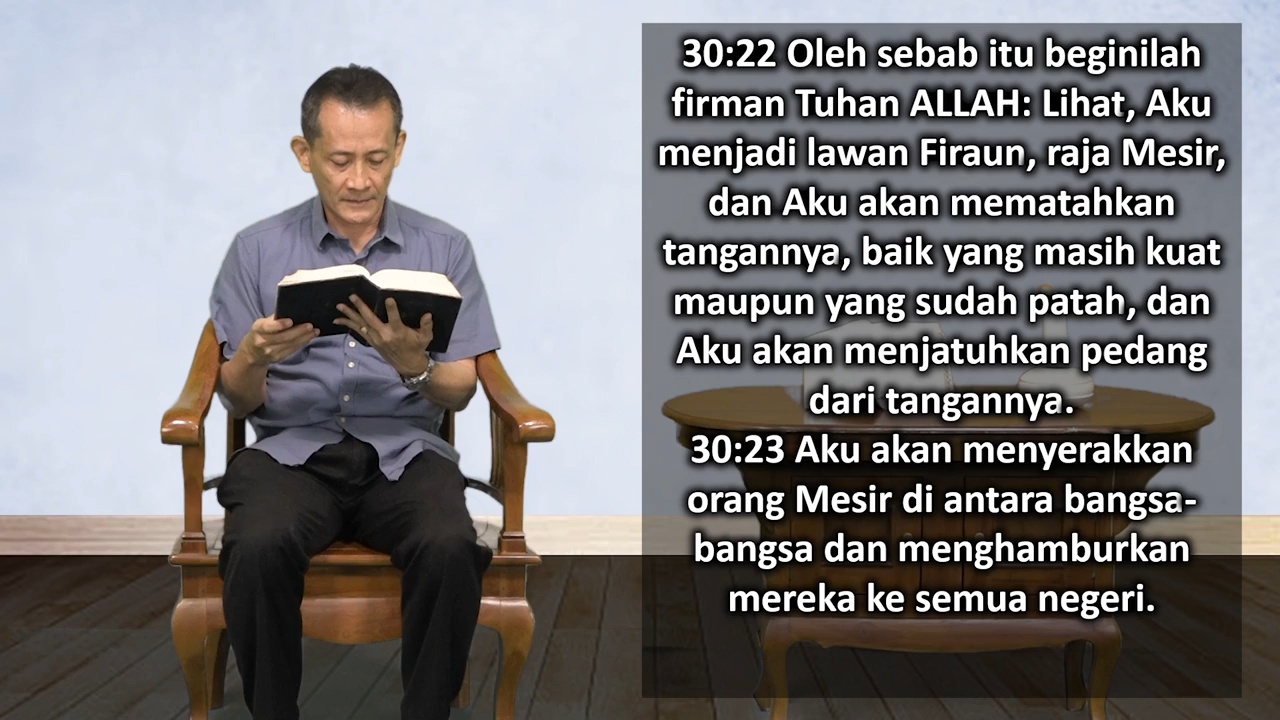 30:22 Oleh sebab itu beginilah
firman Tuhan ALLAH: Lihat, Aku
menjadi lawan Firaun, raja Mesir,
dan Aku akan mematahkan
tangannya, baik yang masih kuat
maupun yang sudah patah, dan
Aku akan menjatuhkan pedang
dari tangannya.
30:23 Aku akan menyerakkan
orang Mesir di antara bangsa-
bangsa dan menghamburkan
mereka ke semua negeri.